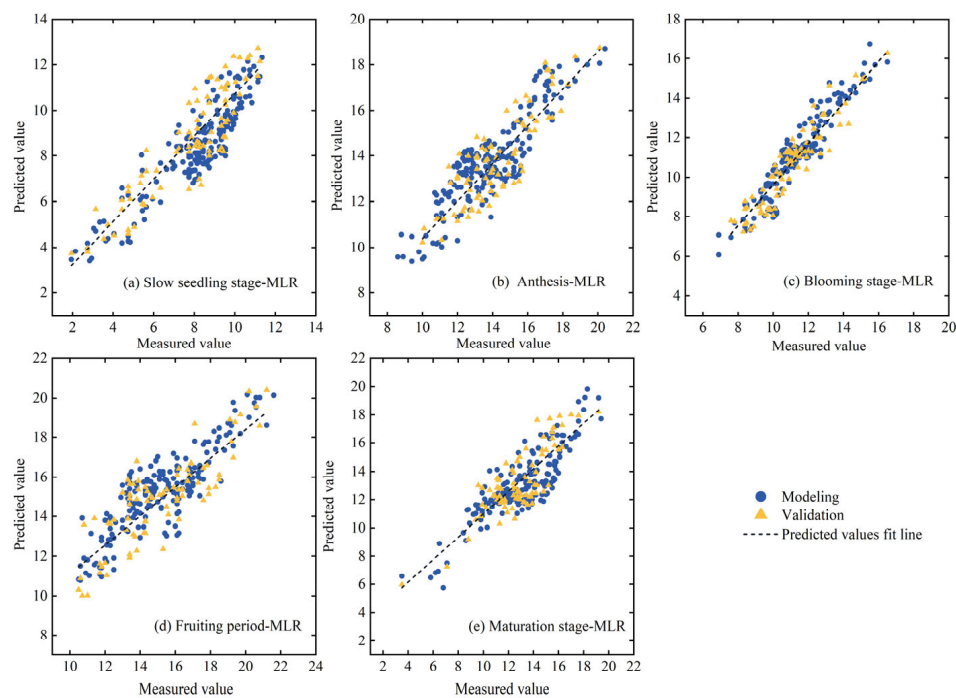 14
12
10
8
6
4
2
Predicted value
(a) Slow seedling stage-MLR
2 4 6 8 10 12 14
Measured value
20
18
16
14
12
10
8
Predicted value
(b) Anthesis-MLR
8 10 12 14 16 18 20 22
Measured value
18
16
14
12
10
8
6
4
Predicted value
(c) Blooming stage-MLR
6 8 10 12 14 16 18 20
Measured value
22
20
18
16
14
12
10
8
Predicted value
(d) Fruiting period-MLR
10 12 14 16 18 20 22 24
Measured value
22
20
18
16
14
12
10
8
6
4
2
Predicted value
(e) Maturation stage-MLR
2 4 6 8 10 12 14 16 18 20 22
Measured value
Modeling
Validation
Predicted values fit line